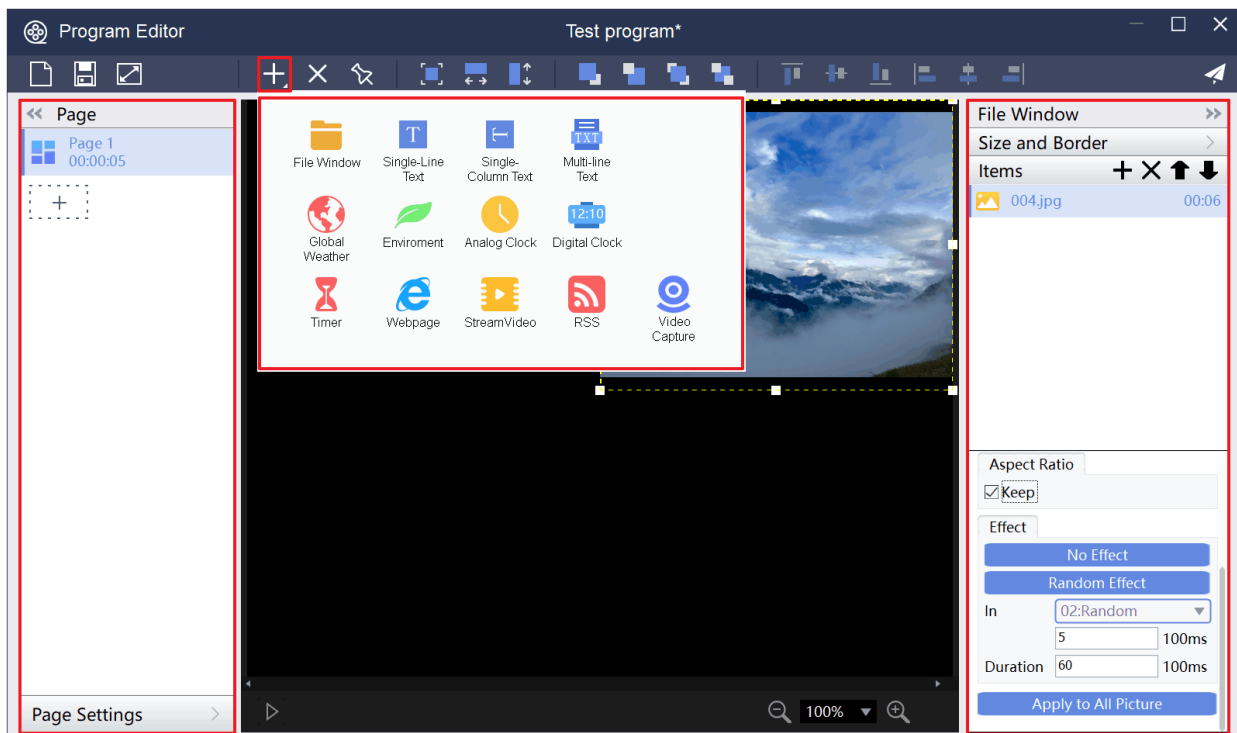 Program Editor
Test program*
Page
Page 1
00:00:05
+
Page Settings
File Window
Single-Line
Text
T
Single-
Column Text
T
Multi-line
Text
TXT
Global
Weather
Enviroment
Analog Clock
12:10
Digital Clock
Timer
Webpage
StreamVideo
RSS
Video
Capture
100%
File Window
Size and Border
Items
004.jpg 00:06
Aspect Ratio
Keep
Effect
No Effect
Random Effect
In 02:Random
5 100ms
Duration 60 100ms
Apply to All Picture